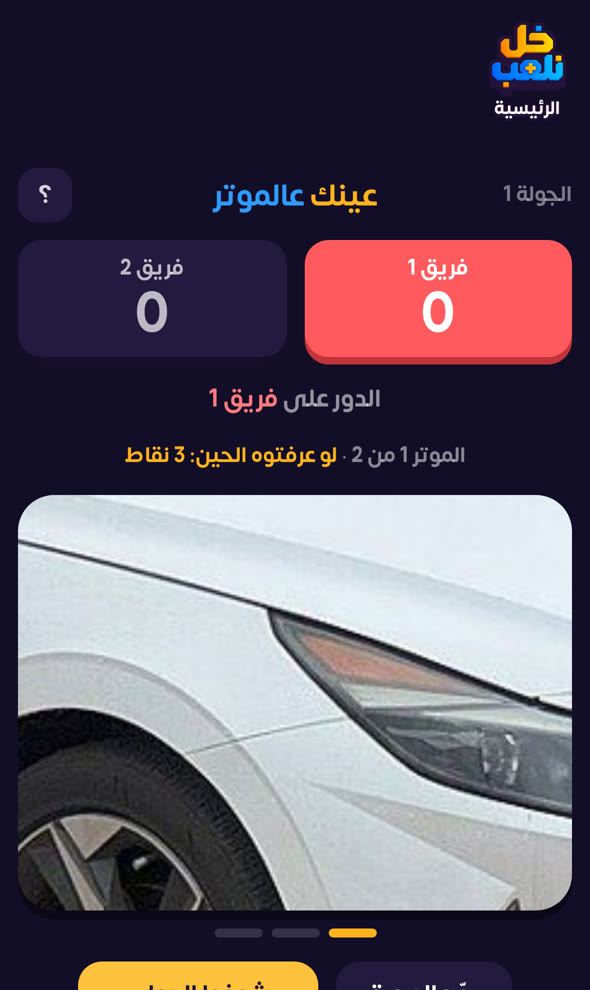 خل
نلعب
الرئيسية
الجولة 1
عينك عالموتر
؟
فريق 1
0
فريق 2
0
الدور على فريق 1
الموتر 1 من 2 · لو عرفتوه الحين: 3 نقاط